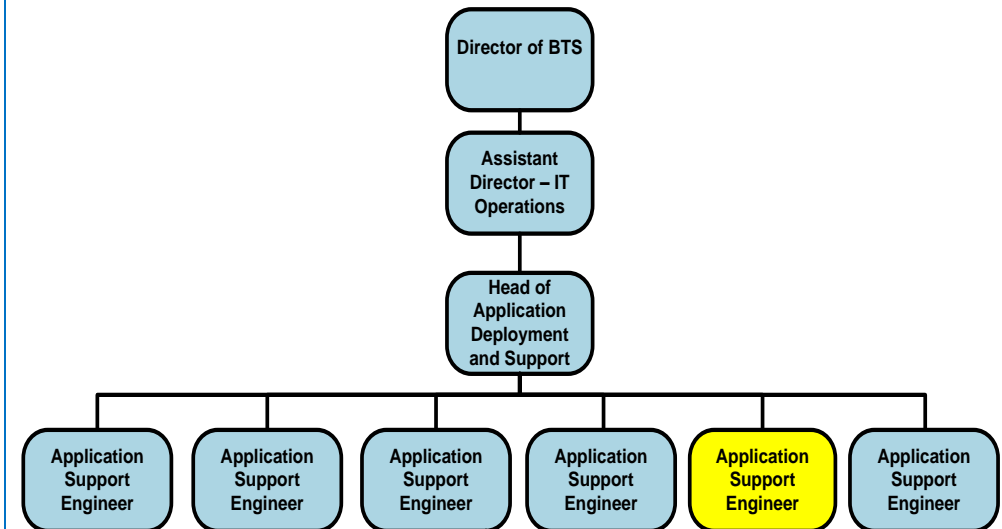 Director of BTS
Assistant
Director – IT
Operations
Head of
Application
Deployment
and Support
Application
Support
Engineer
Application
Support
Engineer
Application
Support
Engineer
Application
Support
Engineer
Application
Support
Engineer
Application
Support
Engineer